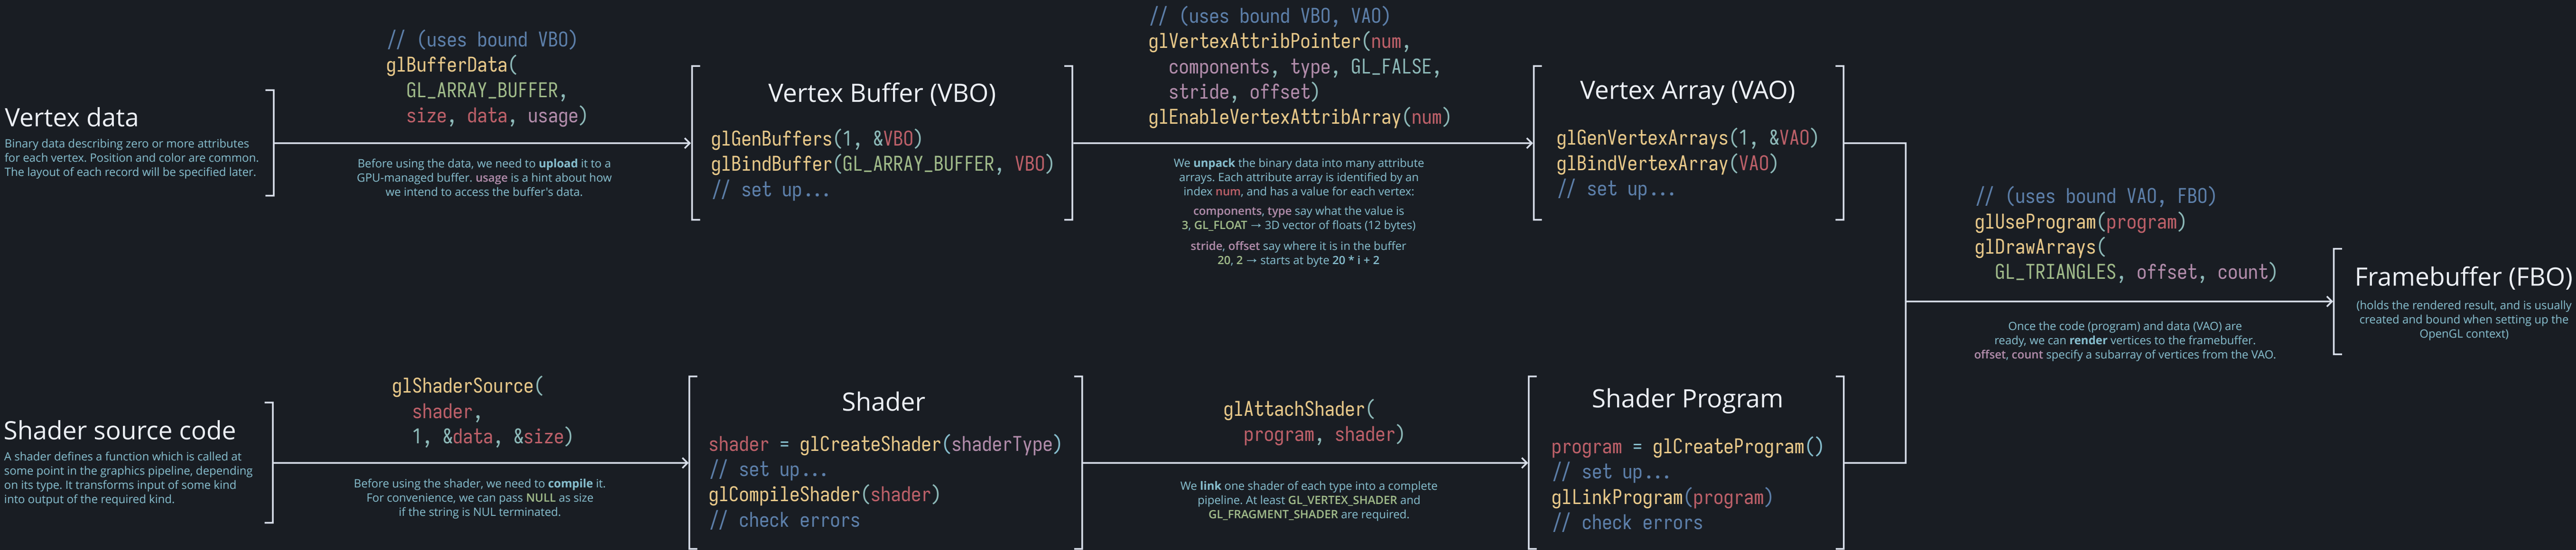 Vertex data
Binary data describing zero or more attributes
for each vertex. Position and color are common.
The layout of each record will be specified later.
// (uses bound VBO)
glBufferData(
GL_ARRAY_BUFFER,
size, data, usage)
Before using the data, we need to upload it to a
GPU-managed buffer. usage is a hint about how
we intend to access the buffer's data.
Vertex Buffer (VBO)
glGenBuffers(1, &VBO)
glBindBuffer(GL_ARRAY_BUFFER, VBO)
// set up...
// (uses bound VBO, VAO)
glVertexAttribPointer(num,
components, type, GL_FALSE,
stride, offset)
glEnableVertexAttribArray(num)
We unpack the binary data into many attribute
arrays. Each attribute array is identified by an
index num, and has a value for each vertex:
components, type say what the value is
3, GL_FLOAT → 3D vector of floats (12 bytes)
stride, offset say where it is in the buffer
20, 2 → starts at byte 20 * i + 2
Vertex Array (VAO)
glGenVertexArrays(1, &VAO)
glBindVertexArray(VAO)
// set up...
// (uses bound VAO, FBO)
glUseProgram(program)
glDrawArrays(
GL_TRIANGLES, offset, count)
Once the code (program) and data (VAO) are
ready, we can render vertices to the framebuffer.
offset, count specify a subarray of vertices from the VAO.
Framebuffer (FBO)
(holds the rendered result, and is usually
created and bound when setting up the
OpenGL context)
Shader source code
A shader defines a function which is called at
some point in the graphics pipeline, depending
on its type. It transforms input of some kind
into output of the required kind.
glShaderSource(
shader,
1, &data, &size)
Before using the shader, we need to compile it.
For convenience, we can pass NULL as size
if the string is NUL terminated.
Shader
shader = glCreateShader(shaderType)
// set up...
glCompileShader(shader)
// check errors
glAttachShader(
program, shader)
We link one shader of each type into a complete
pipeline. At least GL_VERTEX_SHADER and
GL_FRAGMENT_SHADER are required.
Shader Program
program = glCreateProgram()
// set up...
glLinkProgram(program)
// check errors